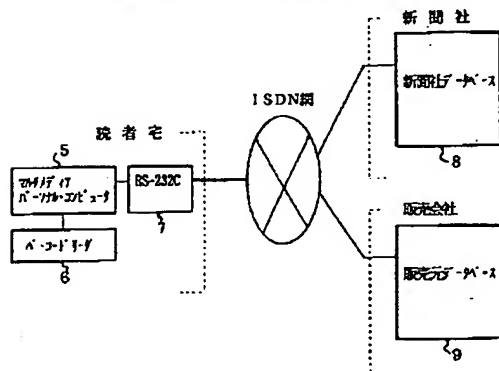 新聞社
新聞社データベース
8
ISDN網
読者宅
5
マルチメディア
パーソナル・コンピュータ
RS-232C
7
バーコードリーダ
6
販売会社
販売元データベース
9